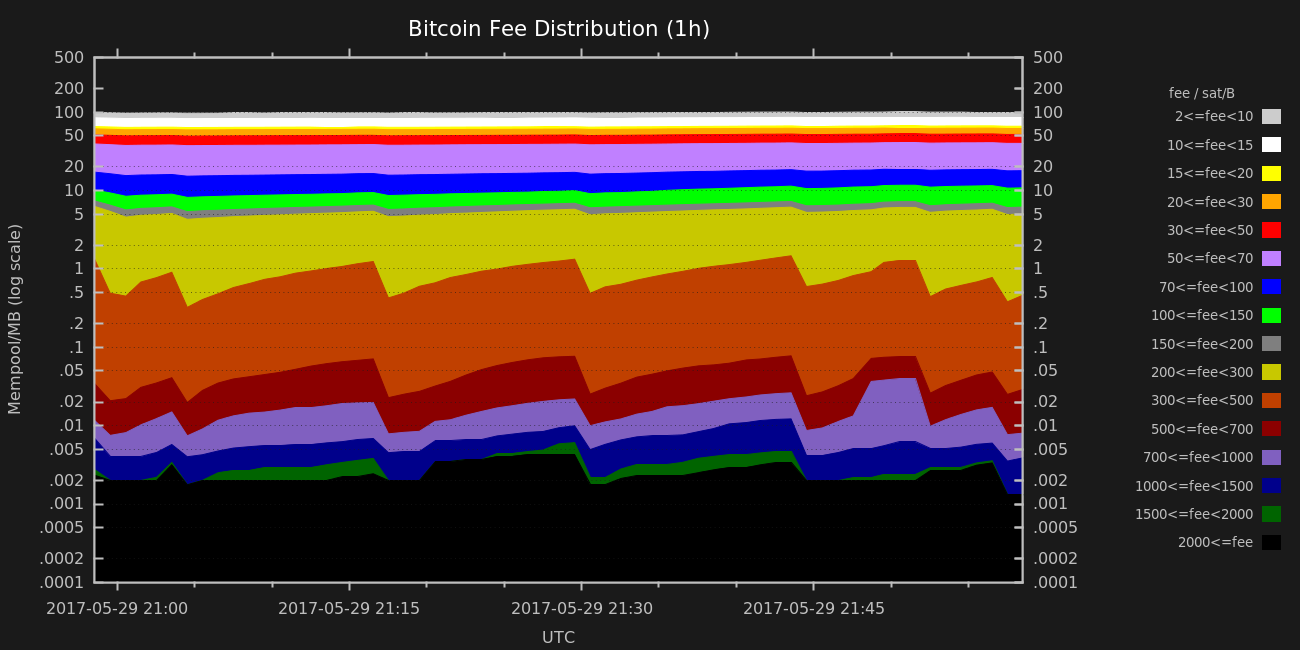 Bitcoin Fee Distribution (1h)
500
200
100
50
20
10
5
2
1
.5
.2
.1
.05
.02
.01
.005
.002
.001
.0005
.0002
.0001
Mempool/MB (log scale)
500
200
100
50
20
10
5
2
1
.5
.2
.1
.05
.02
.01
.005
.002
.001
.0005
.0002
.0001
2017-05-29 21:00 2017-05-29 21:15 2017-05-29 21:30 2017-05-29 21:45
UTC
fee / sat/B
2<=fee<10
10<=fee<15
15<=fee<20
20<=fee<30
30<=fee<50
50<=fee<70
70<=fee<100
100<=fee<150
150<=fee<200
200<=fee<300
300<=fee<500
500<=fee<700
700<=fee<1000
1000<=fee<1500
1500<=fee<2000
2000<=fee